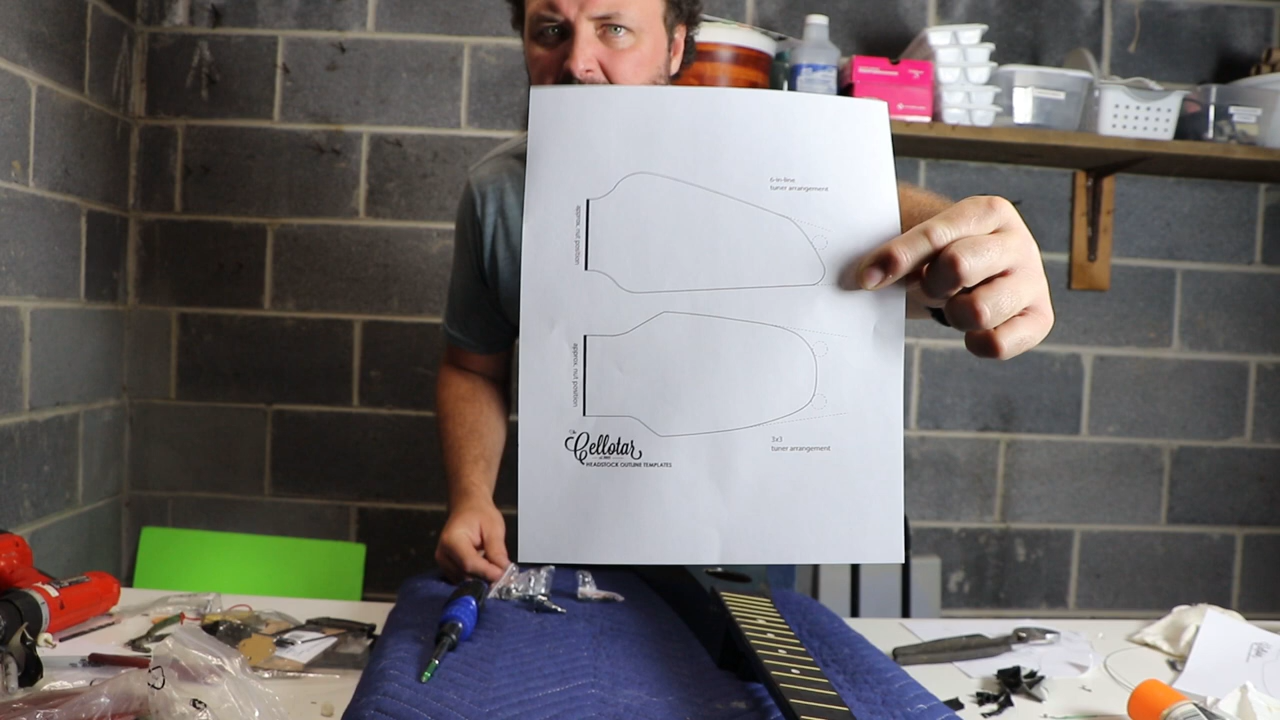 6-in-line
tuner arrangement
approx. nut position
approx. nut position
3x3
tuner arrangement
Cellotar
HEADSTOCK OUTLINE TEMPLATES